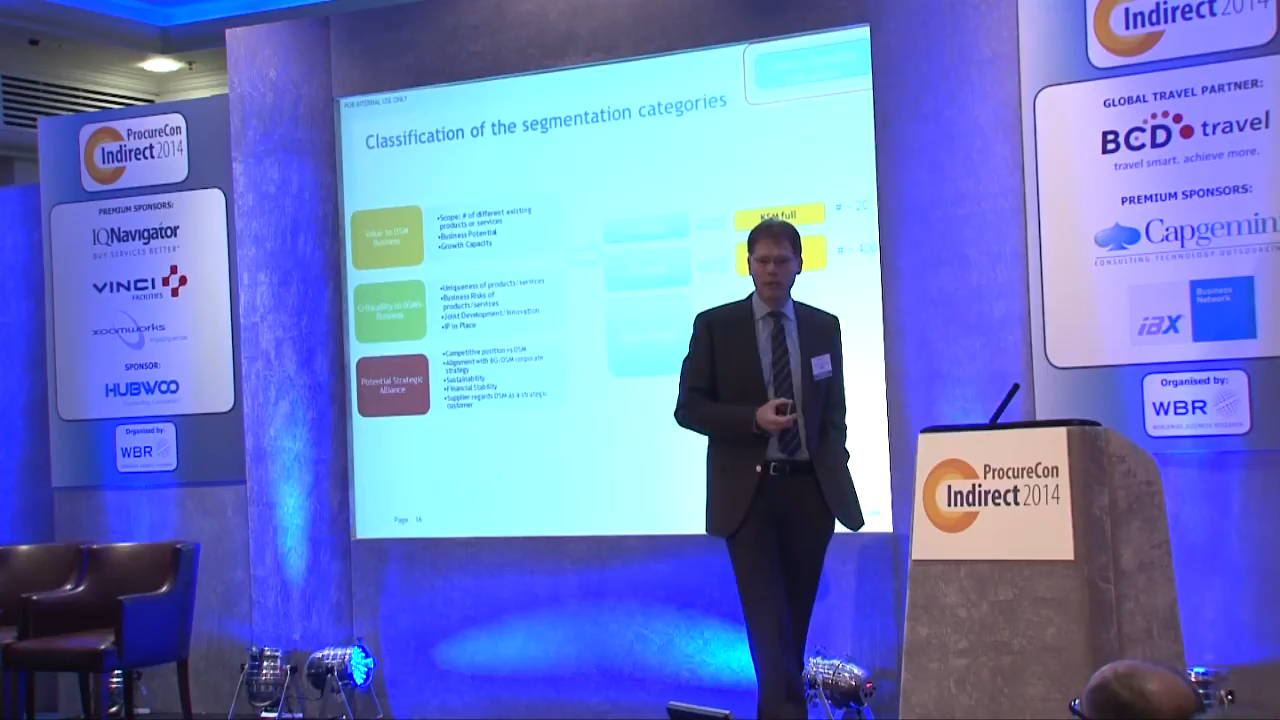 ProcureCon
Indirect 2014
PREMIUM SPONSORS:
IQNavigator
BUY SERVICES BETTER
VINCI
FACILITIES
xoomworks
SPONSOR:
HUBWOO
Organised by:
WBR
FOR INTERNAL USE ONLY
Classification of the segmentation categories
Value to DSM
Business
•Scope: # of different existing
products or services
•Business Potential
•Growth Capacity
•Uniqueness of products/services
•Business Risks of
products/services
•Joint Development/Innovation
•IP in Place
Potential Strategic
Alliance
•Competitive position vs DSM
•Alignment with BG/DSM corporate
strategy
•Sustainability
•Financial Stability
•Supplier regards DSM as a strategic
customer
KSM full
Page 16
Indirect 2014
GLOBAL TRAVEL PARTNER:
BCD travel
travel smart. achieve more.
PREMIUM SPONSORS:
Capgemin
CONSULTING.TECHNOLOGY.OUTSOURCIN
iBX
Business
Network
Organised by:
WBR
WORLDWIDE BUSINESS RESEARCH
ProcureCon
Indirect 2014